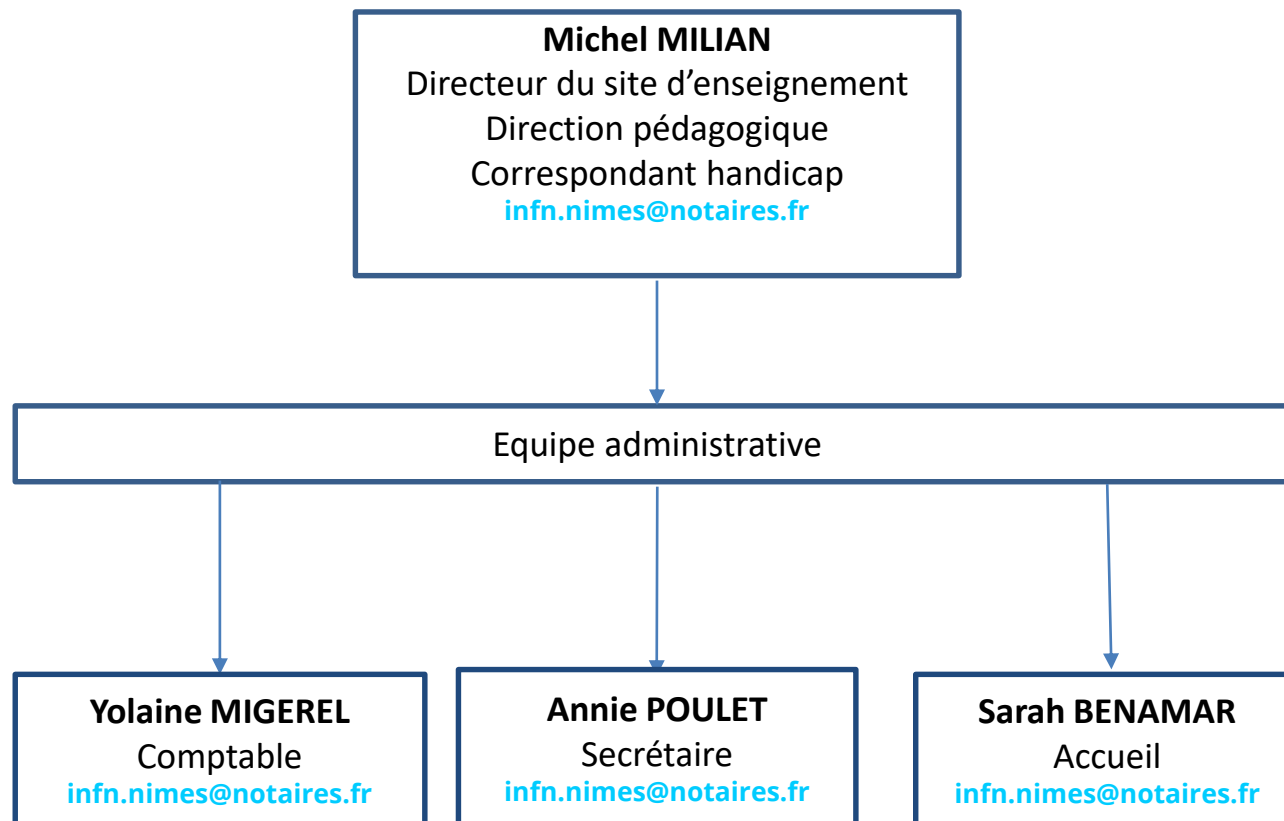 Michel MILIAN
Directeur du site d’enseignement
Direction pédagogique
Correspondant handicap
infn.nimes@notaires.fr
Equipe administrative
Yolaine MIGEREL
Comptable
infn.nimes@notaires.fr
Annie POULET
Secrétaire
infn.nimes@notaires.fr
Sarah BENAMAR
Accueil
infn.nimes@notaires.fr